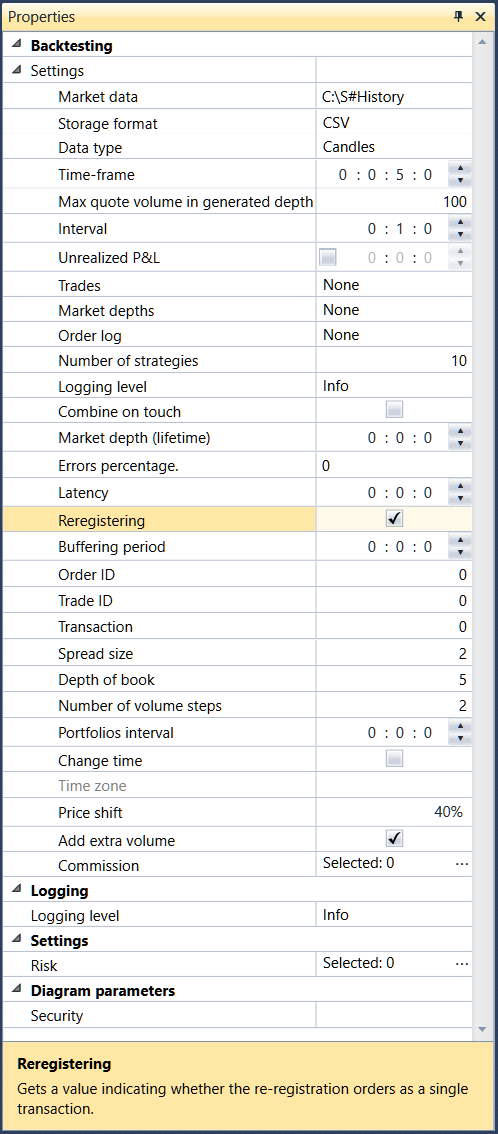 Properties
Backtesting
Settings
Market data C:\S#History
Storage format CSV
Data type Candles
Time-frame 0 : 0 : 5 : 0
Max quote volume in generated depth 100
Interval 0 : 1 : 0
Unrealized P&L 0 : 0 : 0
Trades None
Market depths None
Order log None
Number of strategies 10
Logging level Info
Combine on touch
Market depth (lifetime) 0 : 0 : 0
Errors percentage. 0
Latency 0 : 0 : 0
Reregistering
Buffering period 0 : 0 : 0
Order ID 0
Trade ID 0
Transaction 0
Spread size 2
Depth of book 5
Number of volume steps 2
Portfolios interval 0 : 0 : 0
Change time
Time zone
Price shift 40%
Add extra volume
Commission Selected: 0 ...
Logging
Logging level Info
Settings
Risk Selected: 0 ...
Diagram parameters
Security
Reregistering
Gets a value indicating whether the re-registration orders as a single
transaction.